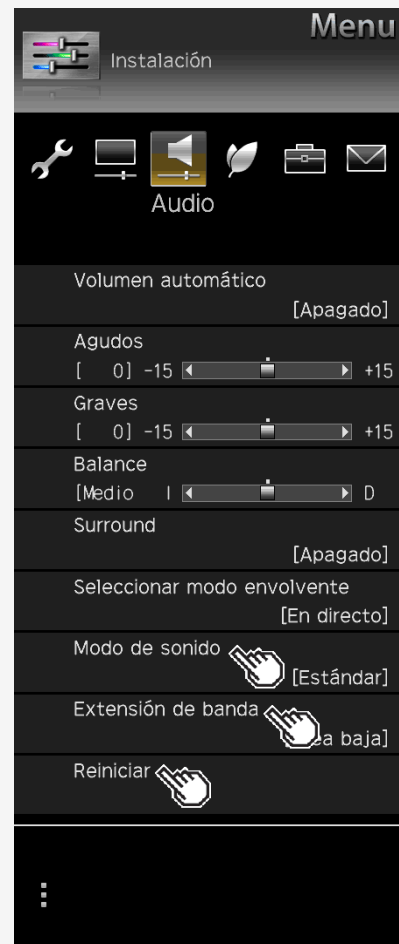 Menu
Instalación
Audio
Volumen automático
[Apagado]
Agudos
[ 0] -15 +15
Graves
[ 0] -15 +15
Balance
[Medio I D
Surround
[Apagado]
Seleccionar modo envolvente
[En directo]
Modo de sonido
[Estándar]
Extensión de banda
baja]
Reiniciar